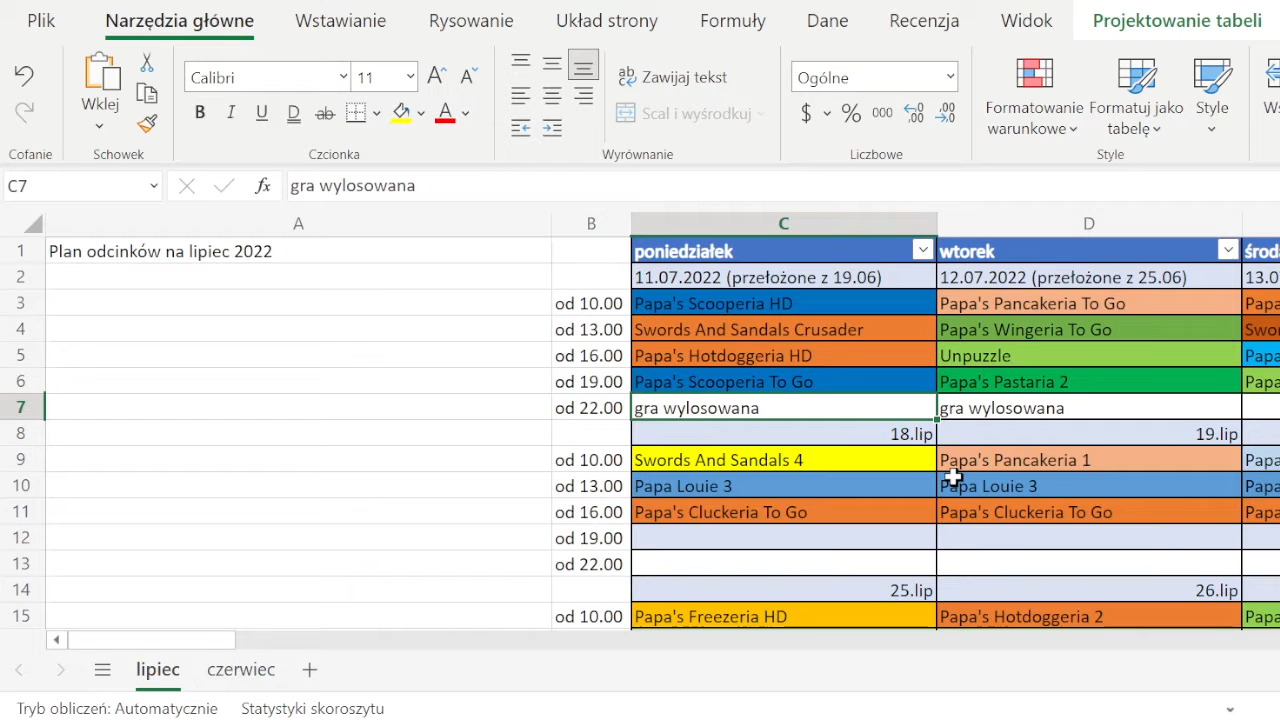 Plik Narzędzia główne Wstawianie Rysowanie Układ strony Formuły Dane Recenzja Widok Projektowanie tabeli
Wklej
Calibri 11
Zawijaj tekst
Scal i wyśrodkuj
Ogólne
$ % 000
Formatowanie warunkowe
Formatuj jako tabelę
Style
Cofanie Schowek Czcionka Wyrównanie Liczbowe Style
C7 fx gra wylosowana
A B C D
1 Plan odcinków na lipiec 2022 poniedziałek wtorek
2 11.07.2022 (przełożone z 19.06) 12.07.2022 (przełożone z 25.06)
3 od 10.00 Papa's Scooperia HD Papa's Pancakeria To Go
4 od 13.00 Swords And Sandals Crusader Papa's Wingeria To Go
5 od 16.00 Papa's Hotdoggeria HD Unpuzzle
6 od 19.00 Papa's Scooperia To Go Papa's Pastaria 2
7 od 22.00 gra wylosowana gra wylosowana
8 18.lip 19.lip
9 od 10.00 Swords And Sandals 4 Papa's Pancakeria 1
10 od 13.00 Papa Louie 3 Papa Louie 3
11 od 16.00 Papa's Cluckeria To Go Papa's Cluckeria To Go
12 od 19.00
13 od 22.00
14 25.lip 26.lip
15 od 10.00 Papa's Freezeria HD Papa's Hotdoggeria 2
lipiec czerwiec
Tryb obliczeń: Automatycznie Statystyki skoroszytu